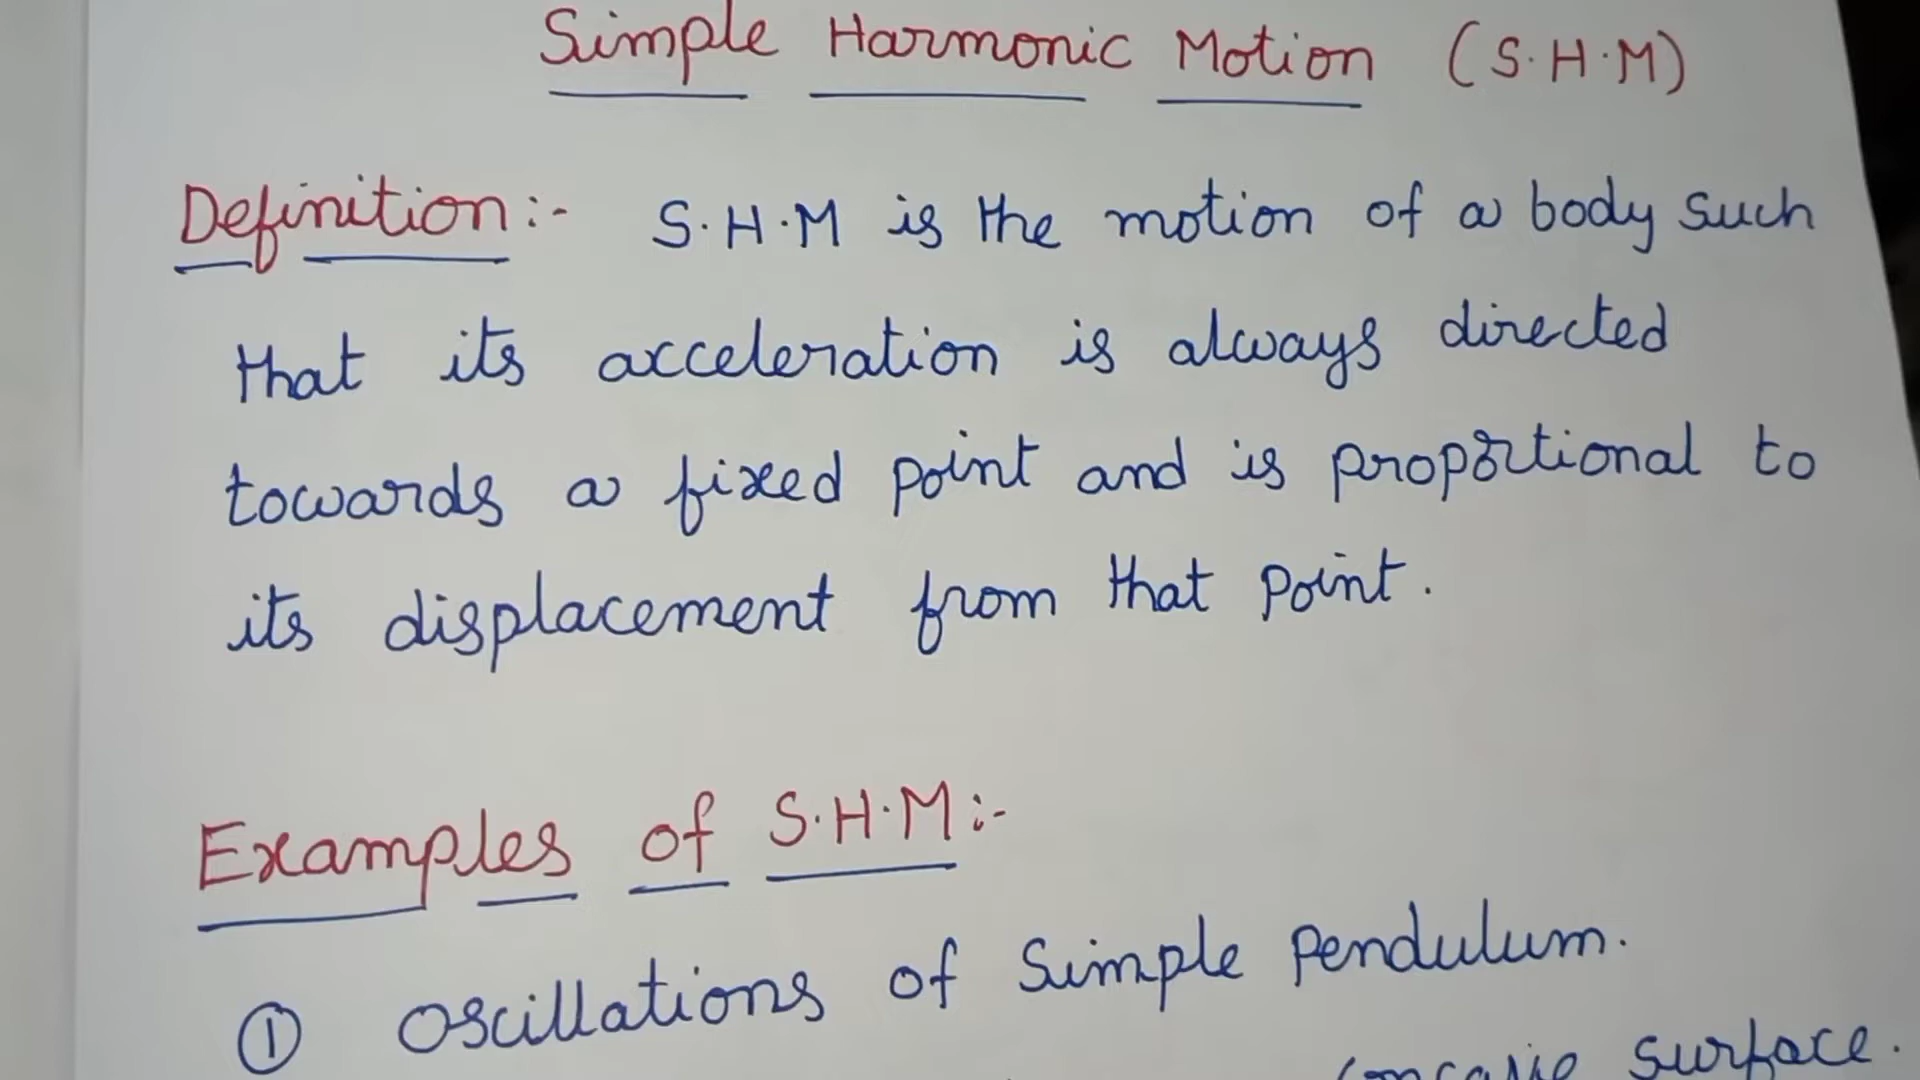 Simple Harmonic Motion (S.H.M)
Definition:- S.H.M is the motion of a body such
that its acceleration is always directed
towards a fixed point and is proportional to
its displacement from that point.
Examples of S.H.M:-
① Oscillations of Simple Pendulum.
concave surface.